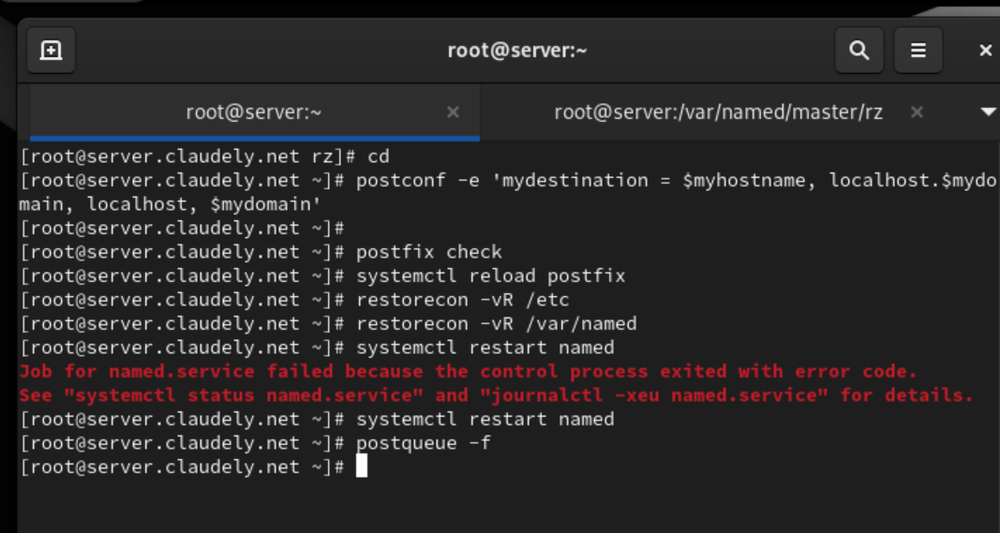 root@server:~
root@server:~
root@server:/var/named/master/rz
[root@server.claudely.net rz]# cd
[root@server.claudely.net ~]# postconf -e 'mydestination = $myhostname, localhost.$mydo
main, localhost, $mydomain'
[root@server.claudely.net ~]#
[root@server.claudely.net ~]# postfix check
[root@server.claudely.net ~]# systemctl reload postfix
[root@server.claudely.net ~]# restorecon -vR /etc
[root@server.claudely.net ~]# restorecon -vR /var/named
[root@server.claudely.net ~]# systemctl restart named
Job for named.service failed because the control process exited with error code.
See "systemctl status named.service" and "journalctl -xeu named.service" for details.
[root@server.claudely.net ~]# systemctl restart named
[root@server.claudely.net ~]# postqueue -f
[root@server.claudely.net ~]#